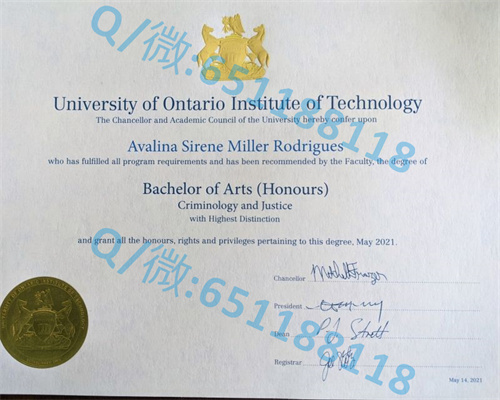 Q/微:651188118
University of Ontario Institute of Technology
The Chancellor and Academic Council of the University hereby confer upon
Avalina Sirene Miller Rodrigues
who has fulfilled all program requirements and has been recommended by the Faculty, the degree of
Bachelor of Arts (Honours)
Criminology and Justice
with Highest Distinction
and grant all the honours, rights and privileges pertaining to this degree, May 2021.
Q/微:651188118
Chancellor
President
Dean
Registrar
May 14, 2021